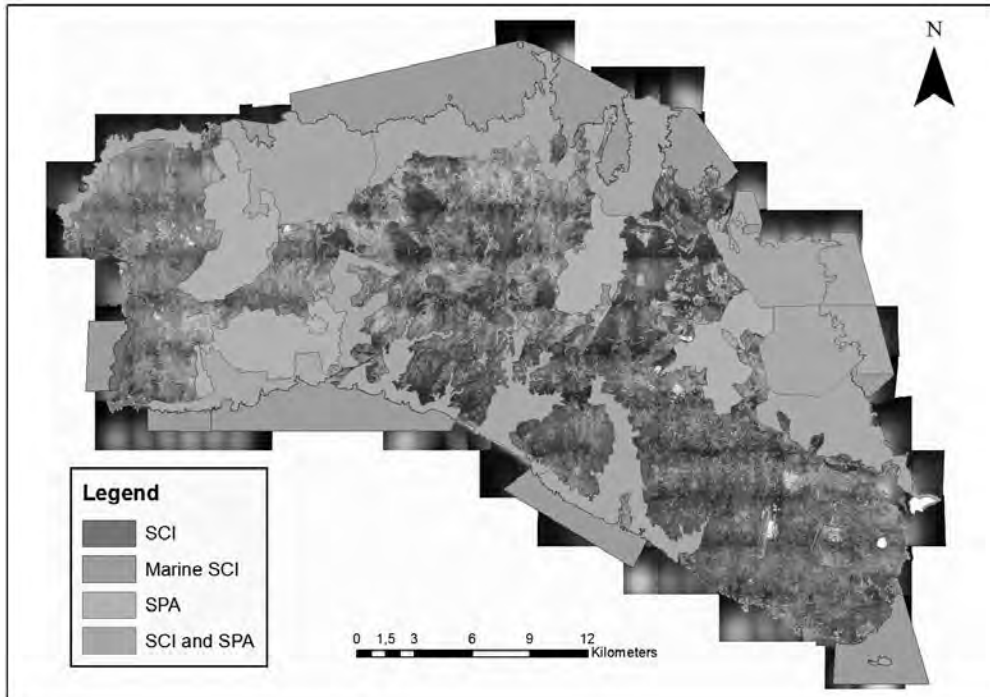 N
Legend
SCI
Marine SCI
SPA
SCI and SPA
0 1,5 3 6 9 12
Kilometers